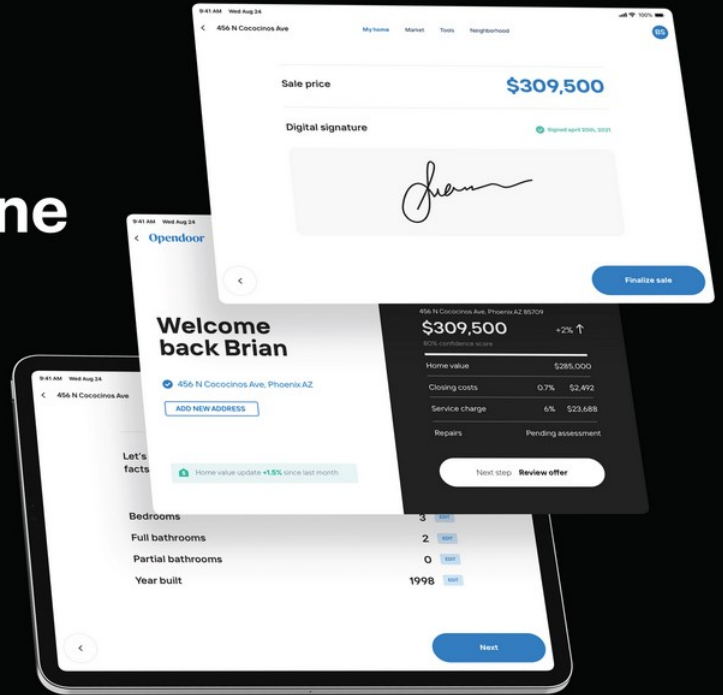 ne
9:41 AM Wed Aug 24
100%
456 N Cococinos Ave
My home Market Tools Neighborhood
BS
Sale price
$309,500
Digital signature
Signed april 20th, 2021
Finalize sale
9:41 AM Wed Aug 24
Opendoor
Welcome
back Brian
456 N Cococinos Ave, Phoenix AZ
ADD NEW ADDRESS
Home value update +1.5% since last month
456 N Cococinos Ave, Phoenix AZ 85709
$309,500 +2%
80% confidence score
Home value $285,000
Closing costs 0.7% $2,492
Service charge 6% $23,688
Repairs Pending assessment
Next step Review offer
9:41 AM Wed Aug 24
456 N Cococinos Ave
Let's
facts
Bedrooms 3 EDIT
Full bathrooms 2 EDIT
Partial bathrooms 0 EDIT
Year built 1998 EDIT
Next